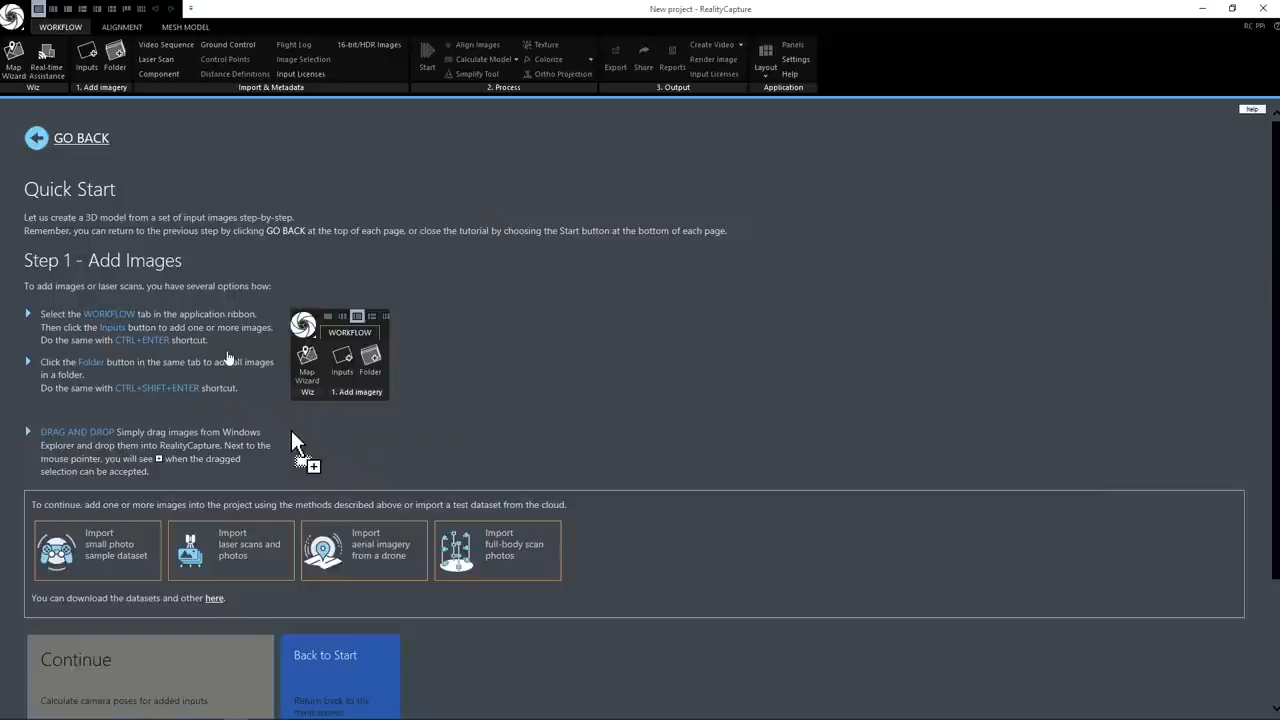 New project - RealityCapture
WORKFLOW ALIGNMENT MESH MODEL
RC PPI
Map Wizard
Real-time Assistance
Wiz
Inputs
Folder
1. Add imagery
Video Sequence Ground Control Flight Log 16-bit/HDR Images
Laser Scan Control Points Image Selection
Component Distance Definitions Input Licenses
Import & Metadata
Start
Align Images Texture
Calculate Model Colorize
Simplify Tool Ortho Projection
2. Process
Export Share Reports
Create Video
Render Image
Input Licenses
3. Output
Layout
Panels
Settings
Help
Application
help
GO BACK
Quick Start
Let us create a 3D model from a set of input images step-by-step.
Remember, you can return to the previous step by clicking GO BACK at the top of each page, or close the tutorial by choosing the Start button at the bottom of each page.
Step 1 - Add Images
To add images or laser scans, you have several options how:
Select the WORKFLOW tab in the application ribbon.
Then click the Inputs button to add one or more images.
Do the same with CTRL+ENTER shortcut.
Click the Folder button in the same tab to add all images
in a folder.
Do the same with CTRL+SHIFT+ENTER shortcut.
WORKFLOW
Map Wizard
Inputs
Folder
Wiz
1. Add imagery
DRAG AND DROP Simply drag images from Windows
Explorer and drop them into RealityCapture. Next to the
mouse pointer, you will see when the dragged
selection can be accepted.
To continue, add one or more images into the project using the methods described above or import a test dataset from the cloud.
Import
small photo
sample dataset
Import
laser scans and
photos
Import
aerial imagery
from a drone
Import
full-body scan
photos
You can download the datasets and other here.
Continue
Calculate camera poses for added inputs
Back to Start
Return back to the